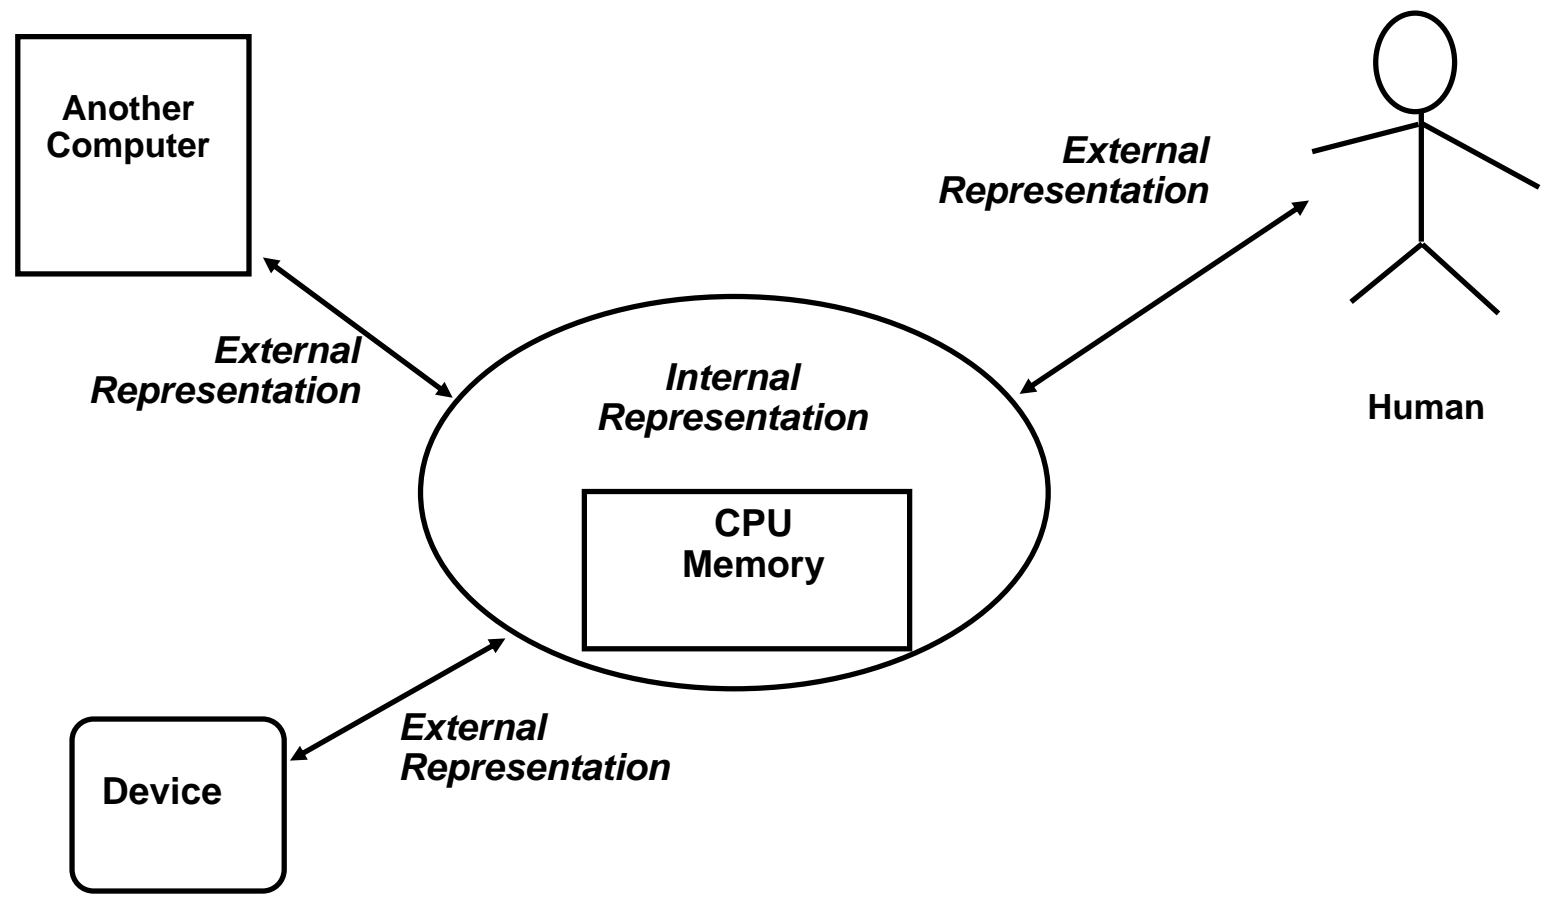 Another
Computer
External
Representation
External
Representation
Internal
Representation
Human
CPU
Memory
External
Representation
Device